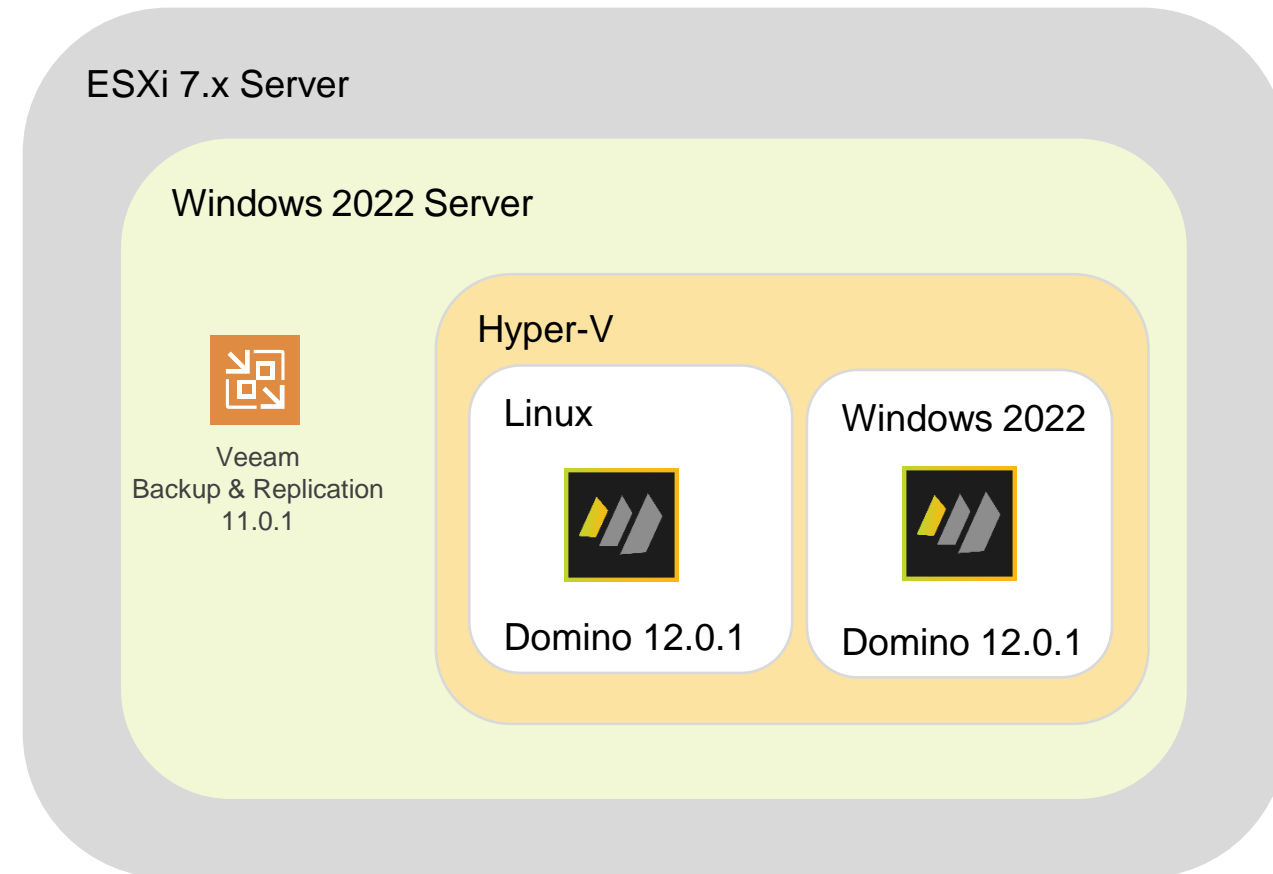 ESXi 7.x Server
Windows 2022 Server
Veeam
Backup & Replication
11.0.1
Hyper-V
Linux
Domino 12.0.1
Windows 2022
Domino 12.0.1